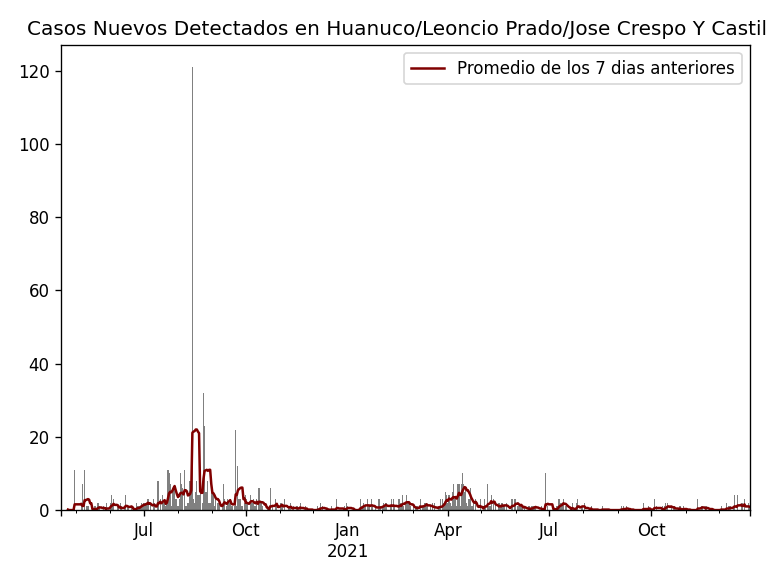 Casos Nuevos Detectados en Huanuco/Leoncio Prado/Jose Crespo Y Castil
Promedio de los 7 dias anteriores
120
100
80
60
40
20
0
Jul Oct Jan Apr Jul Oct
2021